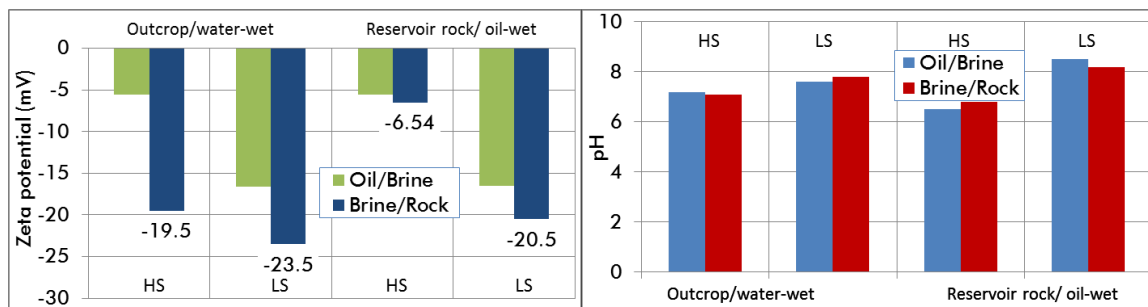 Outcrop/water-wet Reservoir rock/ oil-wet
Zeta potential (mV)
0
-5
-10
-15
-20
-25
-30
-19.5
-23.5
-6.54
-20.5
Oil/Brine
Brine/Rock
HS LS HS LS
pH
10
8
6
4
2
0
HS LS HS LS
Oil/Brine
Brine/Rock
Outcrop/water-wet Reservoir rock/ oil-wet